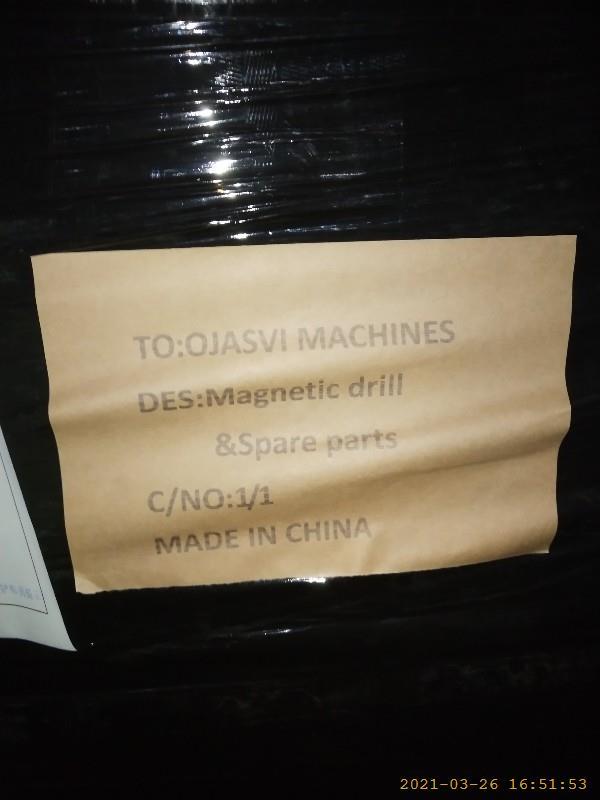 TO:OJASVI MACHINES
DES:Magnetic drill
&Spare parts
C/NO:1/1
MADE IN CHINA
2021-03-26 16:51:53